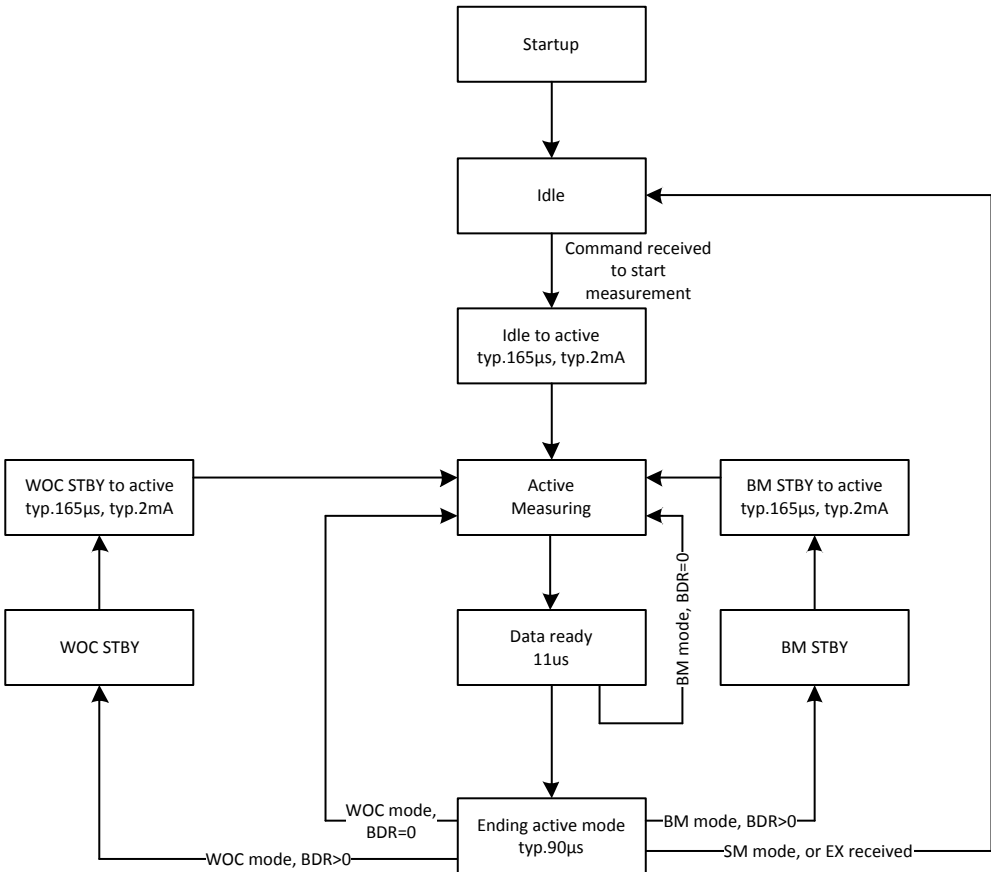 Startup
Idle
Command received
to start
measurement
Idle to active
typ.165µs, typ.2mA
WOC STBY to active
typ.165µs, typ.2mA
Active
Measuring
BM STBY to active
typ.165µs, typ.2mA
BM mode, BDR=0
WOC STBY
Data ready
11us
BM STBY
WOC mode,
BDR=0
Ending active mode
typ.90µs
BM mode, BDR>0
WOC mode, BDR>0
SM mode, or EX received